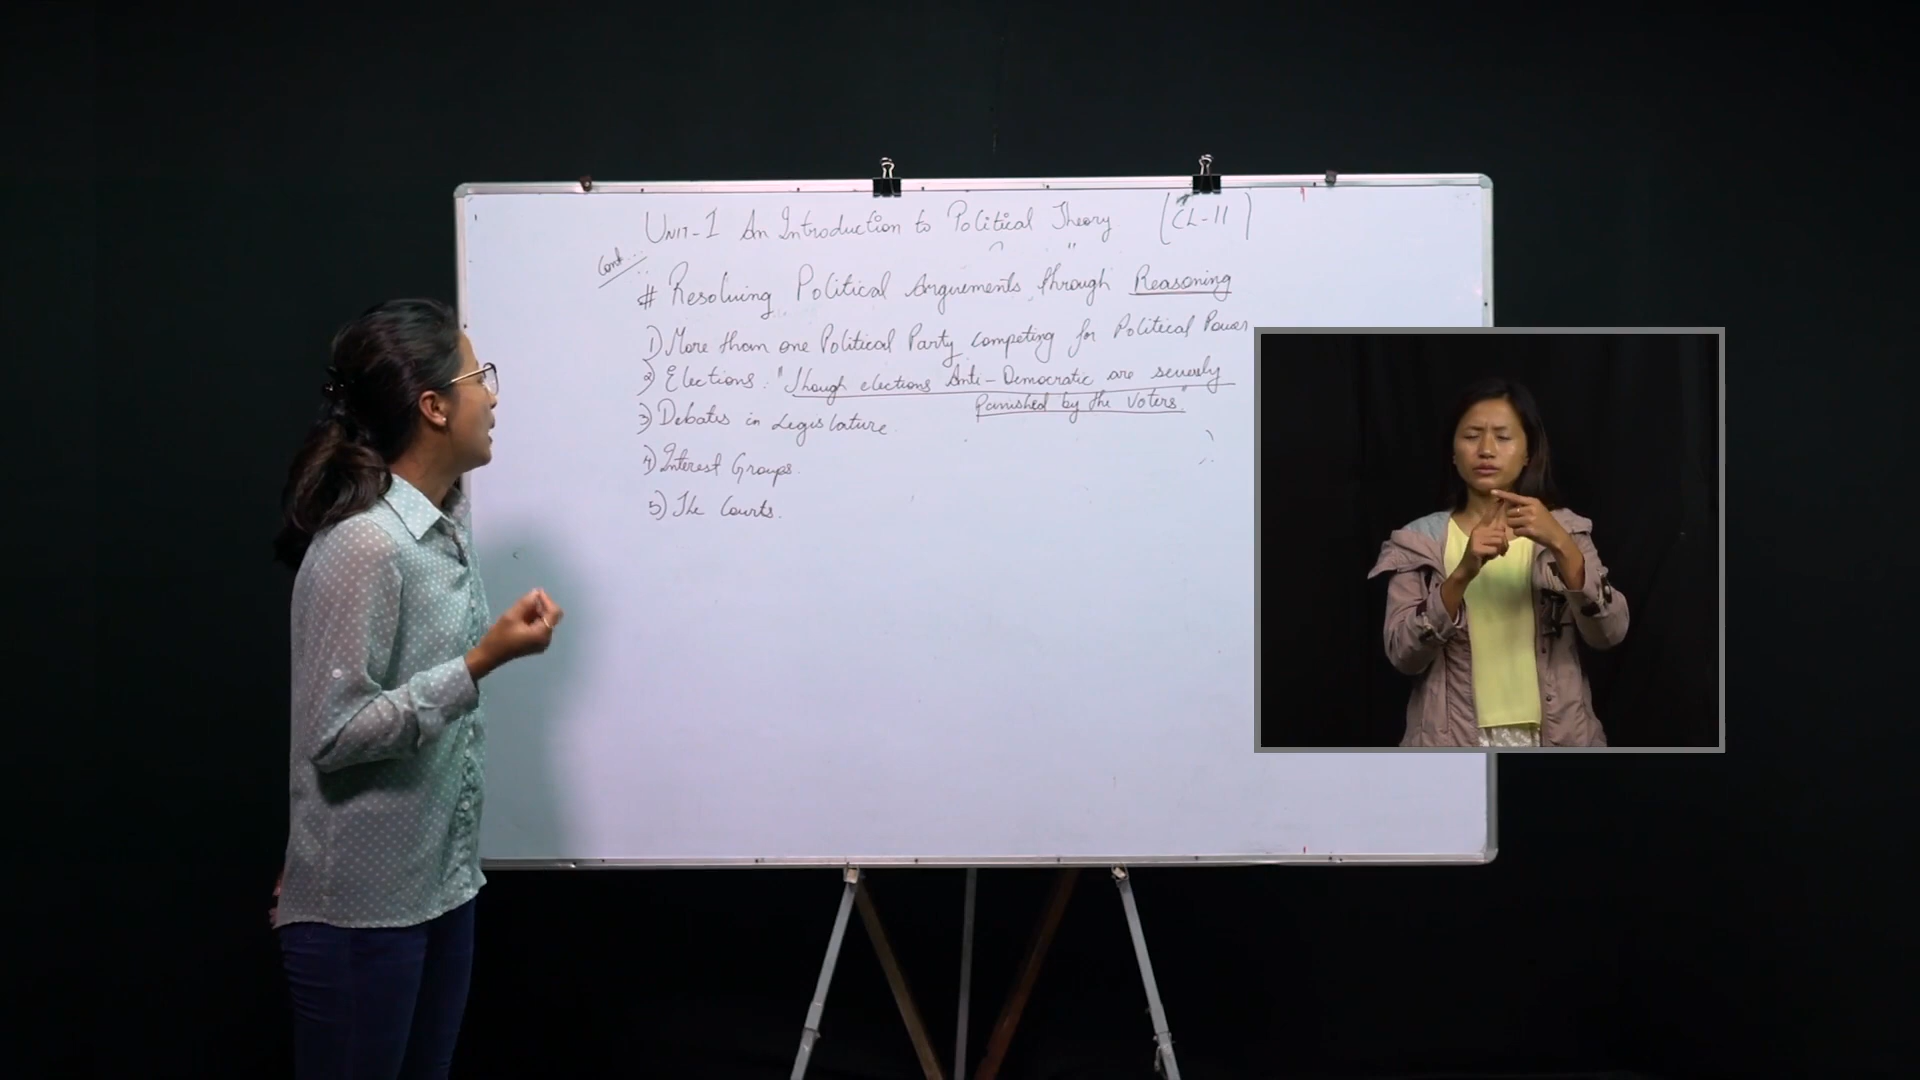 Unit-1 An Introduction to Political Theory (CL-11)
Cont...
# Resolving Political Arguements through Reasoning
1) More than one Political Party competing for Political Power
2) Elections: "Though elections Anti-Democratic are severely
Punished by the Voters."
3) Debates in Legislature.
4) Interest Groups.
5) The Courts.